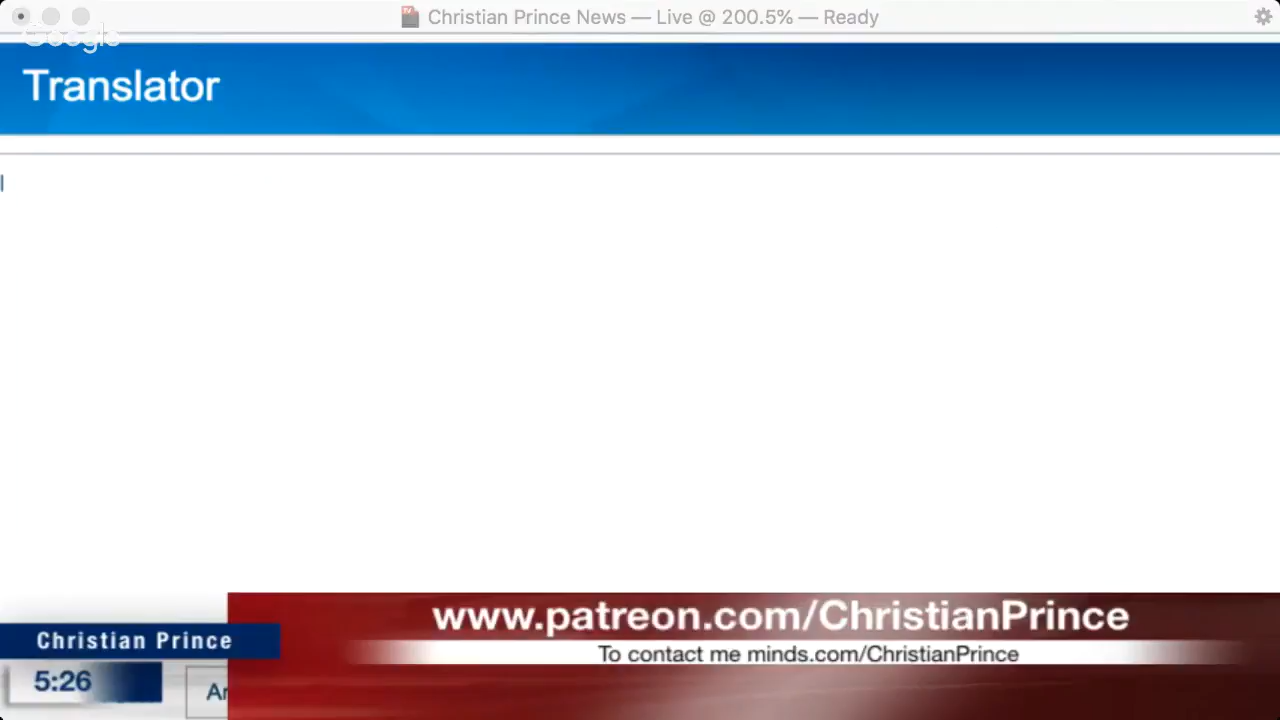 Christian Prince News — Live @ 200.5% — Ready
Google
Translator
www.patreon.com/ChristianPrince
To contact me minds.com/ChristianPrince
Christian Prince
5:26